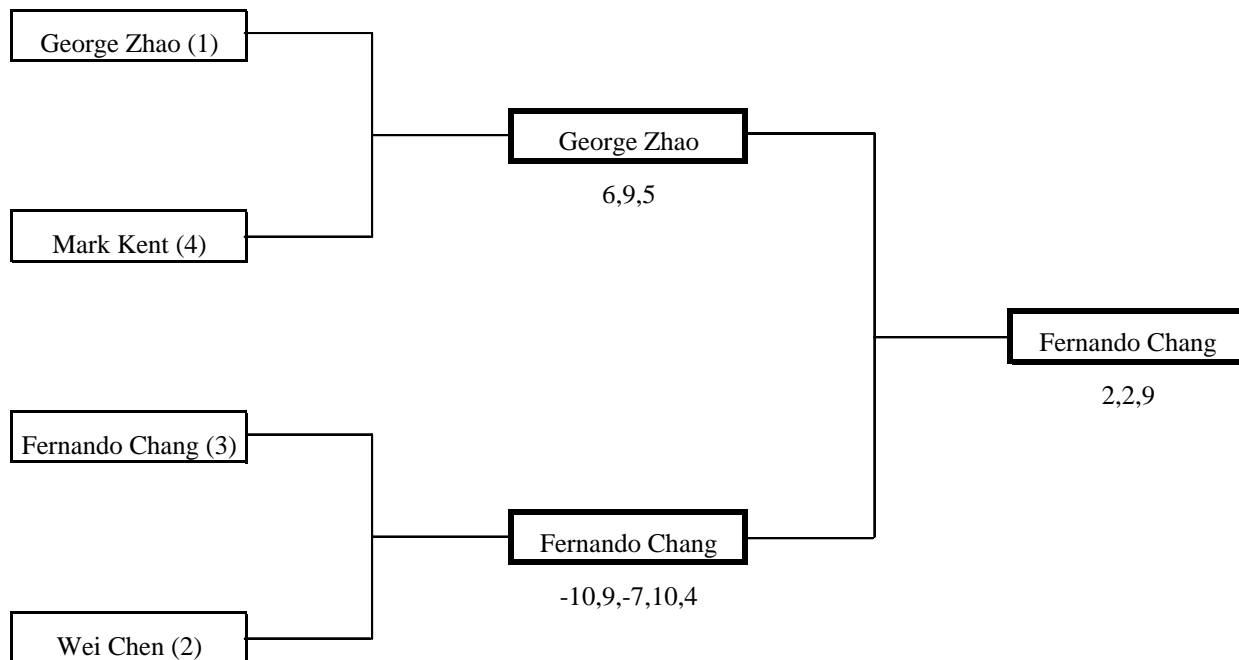 George Zhao (1)
George Zhao
6,9,5
Mark Kent (4)
Fernando Chang
2,2,9
Fernando Chang (3)
Fernando Chang
-10,9,-7,10,4
Wei Chen (2)